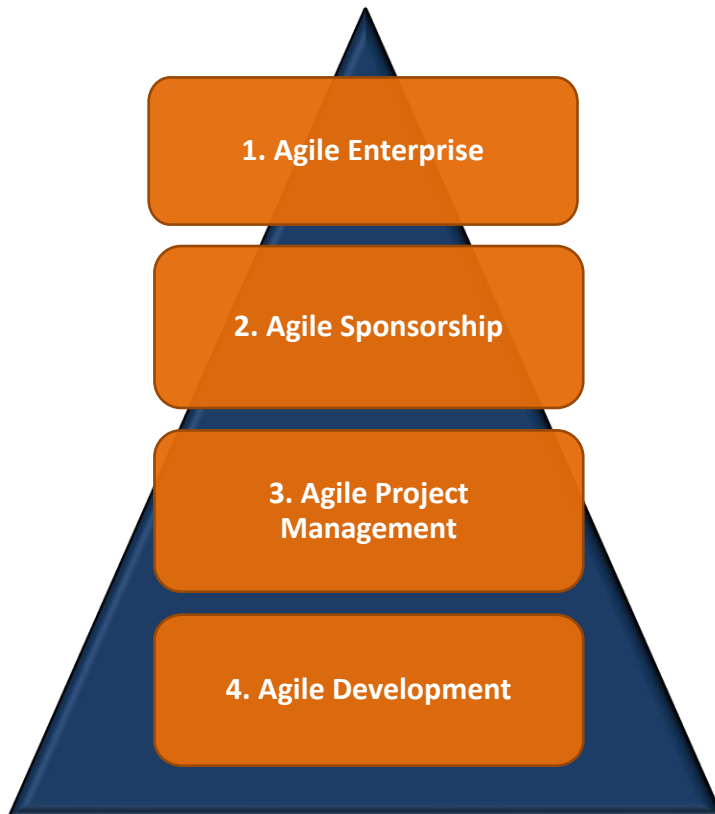 1. Agile Enterprise
2. Agile Sponsorship
3. Agile Project
Management
4. Agile Development